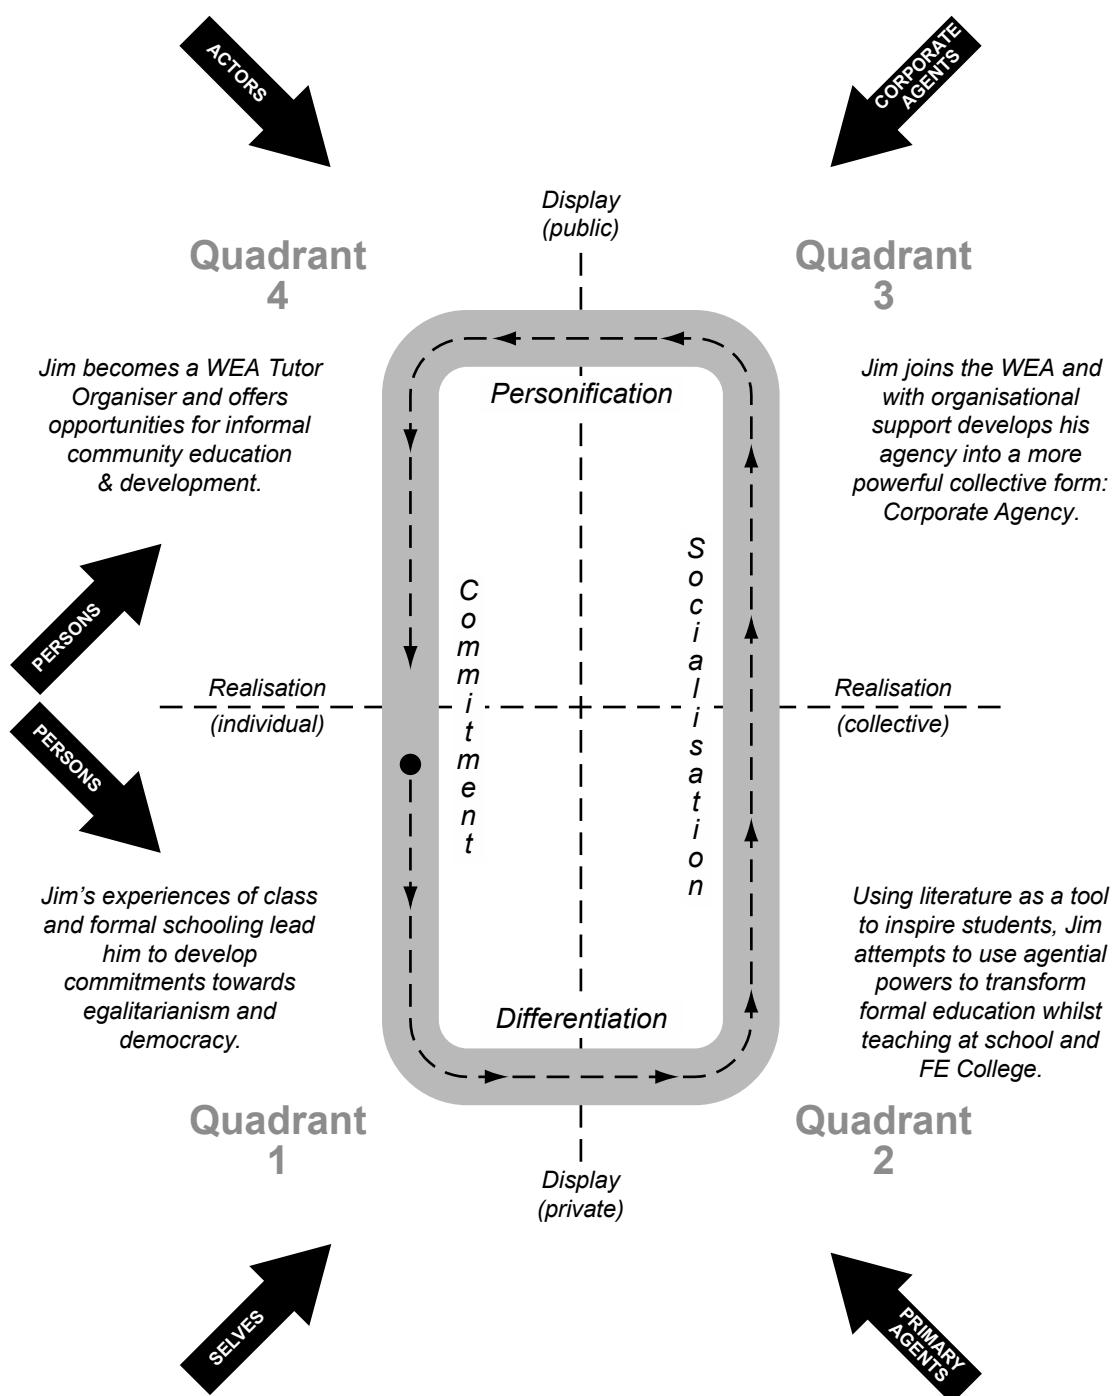 ACTORS
CORPORATE
AGENTS
Display
(public)
Quadrant
4
Quadrant
3
Jim becomes a WEA Tutor
Organiser and offers
opportunities for informal
community education
& development.
Personification
Jim joins the WEA and
with organisational
support develops his
agency into a more
powerful collective form:
Corporate Agency.
PERSONS
Commitment
Socialisation
Realisation
(individual)
Realisation
(collective)
PERSONS
Jim's experiences of class
and formal schooling lead
him to develop
commitments towards
egalitarianism and
democracy.
Differentiation
Using literature as a tool
to inspire students, Jim
attempts to use agential
powers to transform
formal education whilst
teaching at school and
FE College.
Quadrant
1
Quadrant
2
Display
(private)
SELVES
PRIMARY
AGENTS